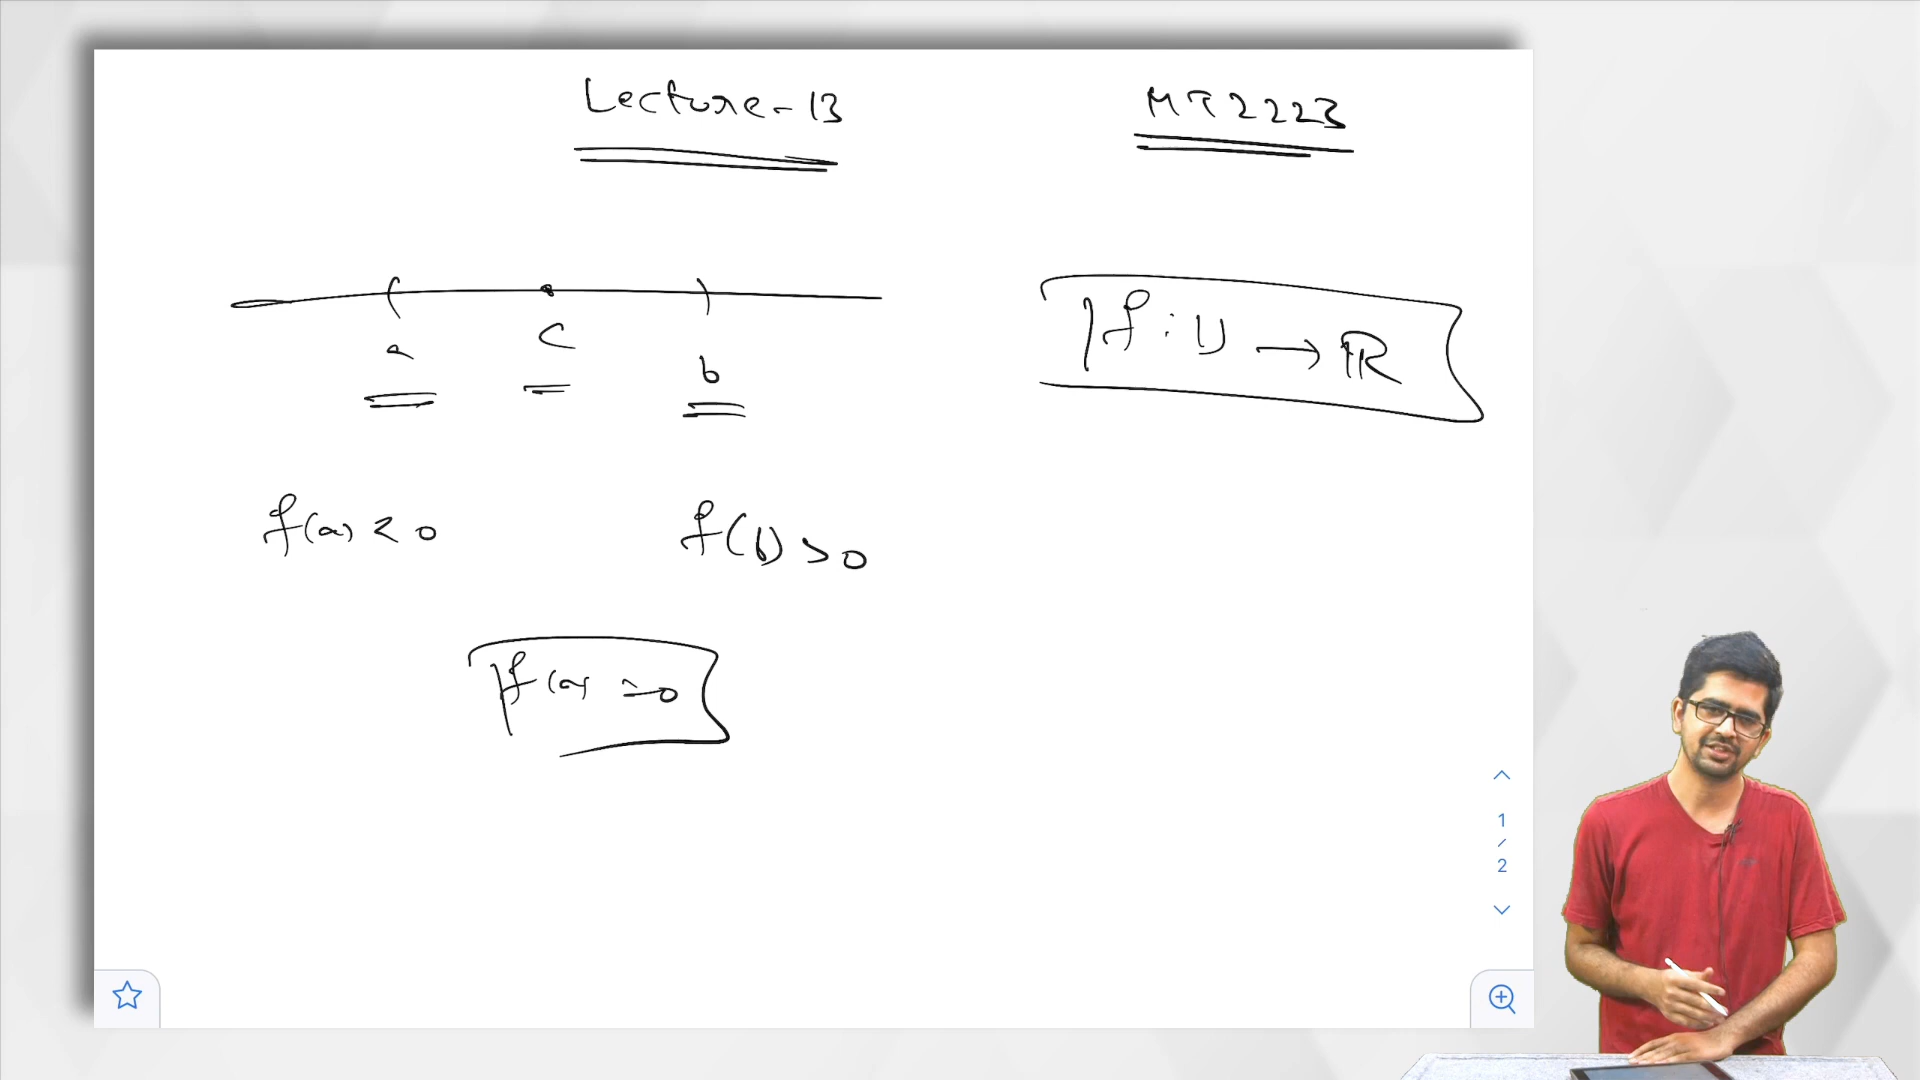 Lecture-13
MT2223
a
c
b
f: D → ℝ
f(a) < 0
f(b) > 0
f(c) = 0
1
/
2